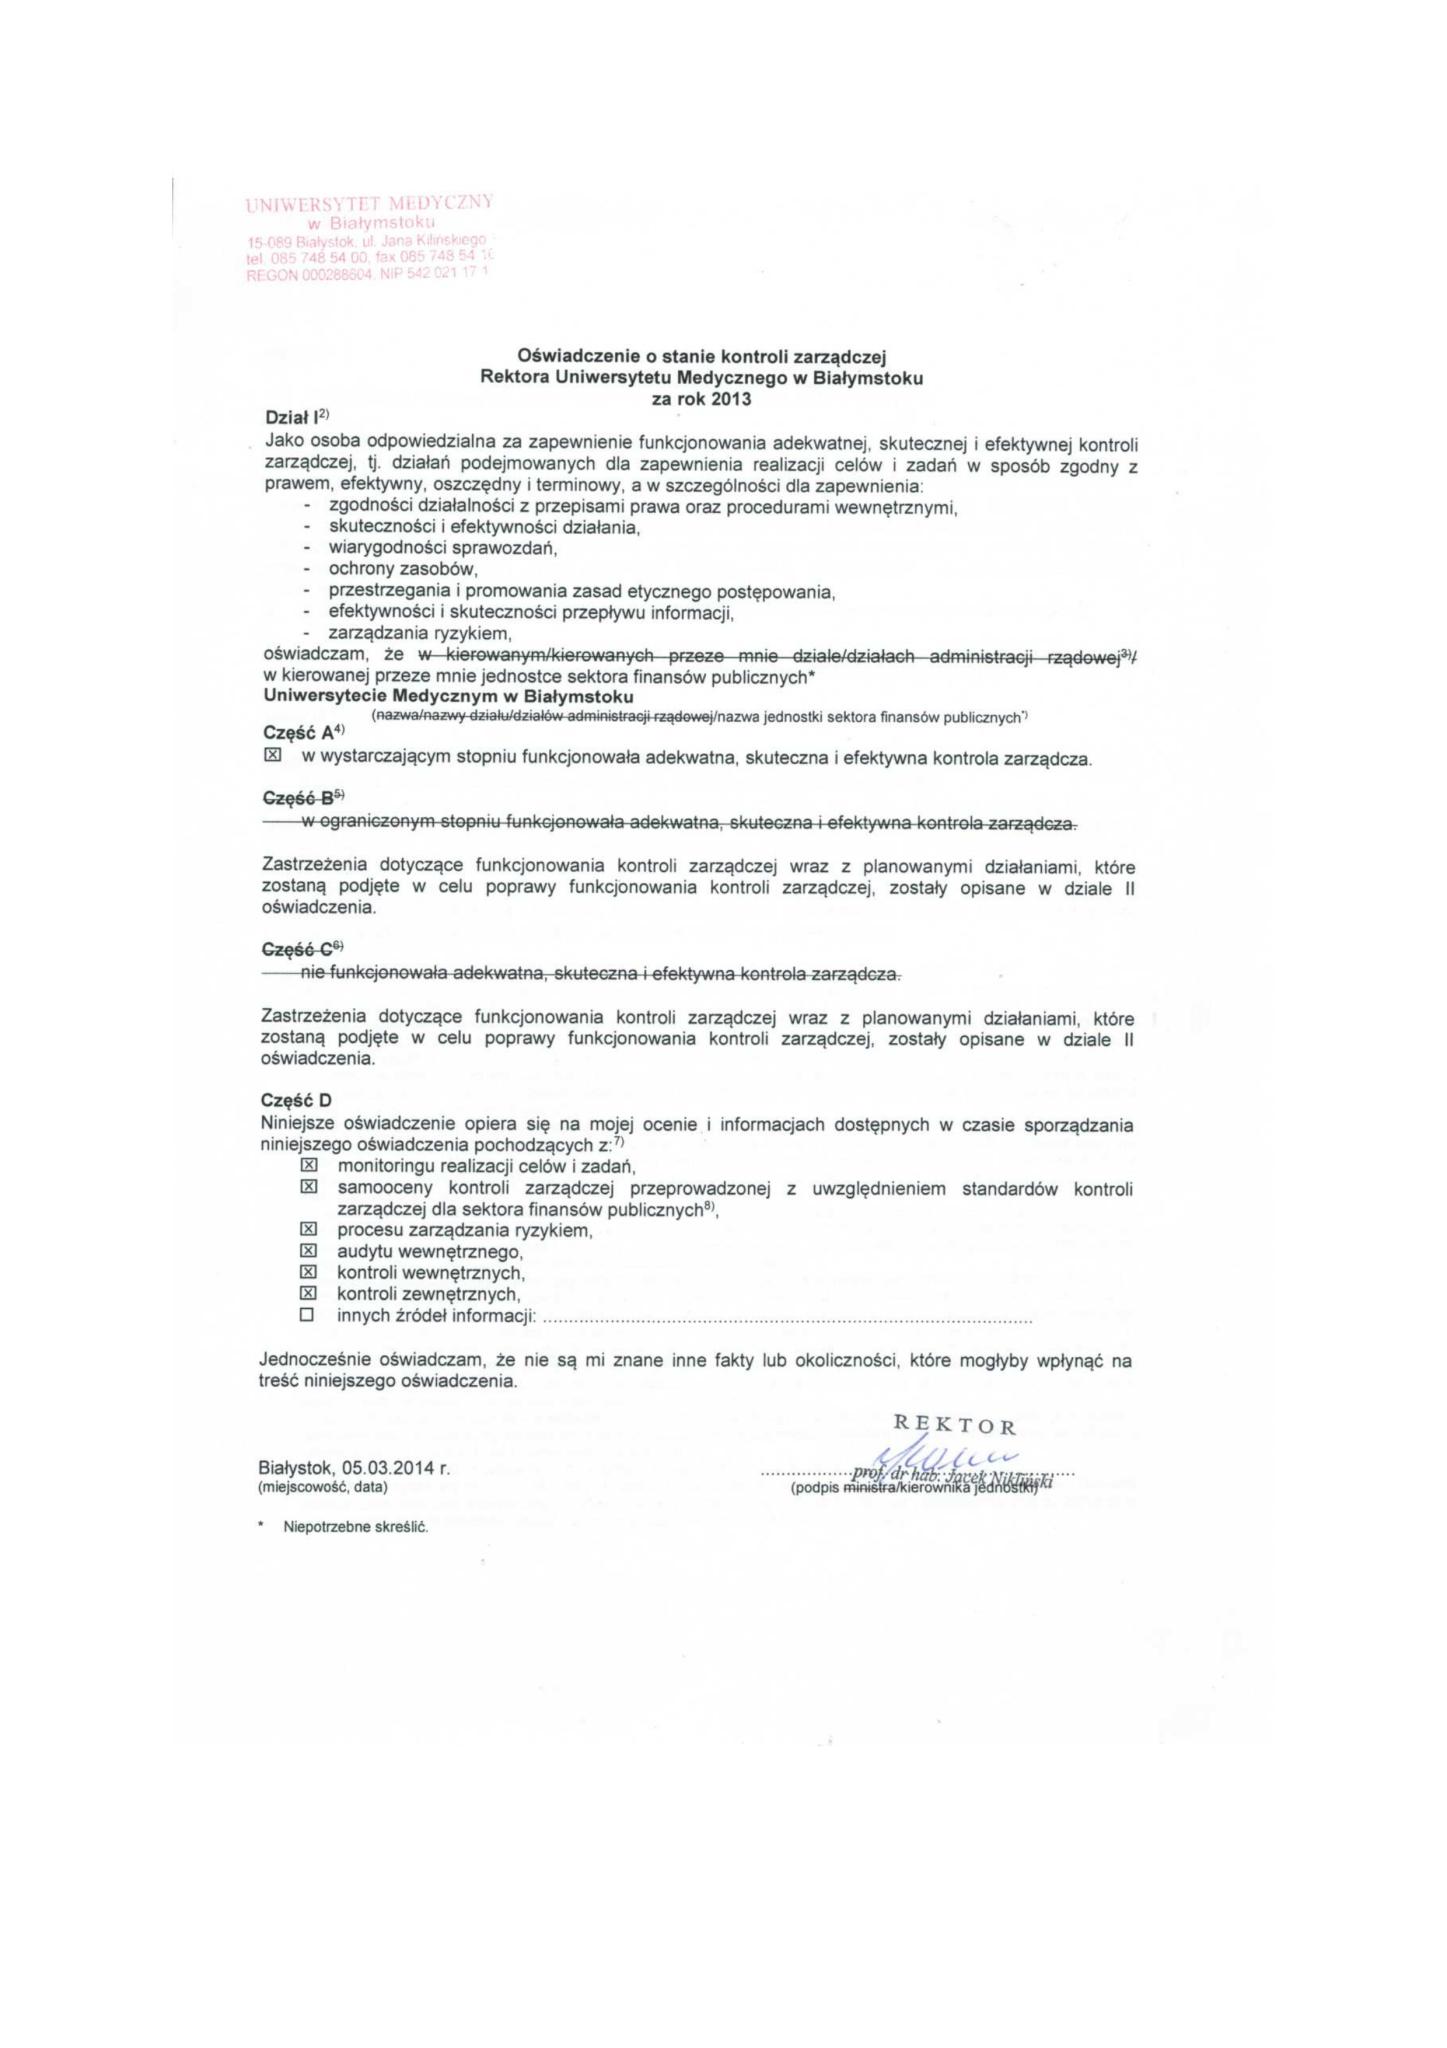 UNIWERSYTET MEDYCZNY
w Białymstoku
15-089 Białystok, ul. Jana Kilińskiego
tel. 085 748 54 00, fax 085 748 54
REGON 000288604, NIP 542 021 17
Oświadczenie o stanie kontroli zarządczej
Rektora Uniwersytetu Medycznego w Białymstoku
za rok 2013
Dział I2)
Jako osoba odpowiedzialna za zapewnienie funkcjonowania adekwatnej, skutecznej i efektywnej kontroli
zarządczej, tj. działań podejmowanych dla zapewnienia realizacji celów i zadań w sposób zgodny z
prawem, efektywny, oszczędny i terminowy, a w szczególności dla zapewnienia:
- zgodności działalności z przepisami prawa oraz procedurami wewnętrznymi,
- skuteczności i efektywności działania,
- wiarygodności sprawozdań,
- ochrony zasobów,
- przestrzegania i promowania zasad etycznego postępowania,
- efektywności i skuteczności przepływu informacji,
- zarządzania ryzykiem,
oświadczam, że w kierowanym/kierowanych przeze mnie dziale/działach administracji rządowej3)/
w kierowanej przeze mnie jednostce sektora finansów publicznych*
Uniwersytecie Medycznym w Białymstoku
(nazwa/nazwy działu/działów administracji rządowej/nazwa jednostki sektora finansów publicznych*)
Część A4)
☒ w wystarczającym stopniu funkcjonowała adekwatna, skuteczna i efektywna kontrola zarządcza.
Część B5)
w ograniczonym stopniu funkcjonowała adekwatna, skuteczna i efektywna kontrola zarządcza.
Zastrzeżenia dotyczące funkcjonowania kontroli zarządczej wraz z planowanymi działaniami, które
zostaną podjęte w celu poprawy funkcjonowania kontroli zarządczej, zostały opisane w dziale II
oświadczenia.
Część C6)
nie funkcjonowała adekwatna, skuteczna i efektywna kontrola zarządcza.
Zastrzeżenia dotyczące funkcjonowania kontroli zarządczej wraz z planowanymi działaniami, które
zostaną podjęte w celu poprawy funkcjonowania kontroli zarządczej, zostały opisane w dziale II
oświadczenia.
Część D
Niniejsze oświadczenie opiera się na mojej ocenie i informacjach dostępnych w czasie sporządzania
niniejszego oświadczenia pochodzących z:7)
☒ monitoringu realizacji celów i zadań,
☒ samooceny kontroli zarządczej przeprowadzonej z uwzględnieniem standardów kontroli
zarządczej dla sektora finansów publicznych8),
☒ procesu zarządzania ryzykiem,
☒ audytu wewnętrznego,
☒ kontroli wewnętrznych,
☒ kontroli zewnętrznych,
☐ innych źródeł informacji: ..........
Jednocześnie oświadczam, że nie są mi znane inne fakty lub okoliczności, które mogłyby wpłynąć na
treść niniejszego oświadczenia.
REKTOR
prof. dr hab. Jacek Nikliński
Białystok, 05.03.2014 r.
(miejscowość, data)
(podpis ministra/kierownika jednostki)
* Niepotrzebne skreślić.